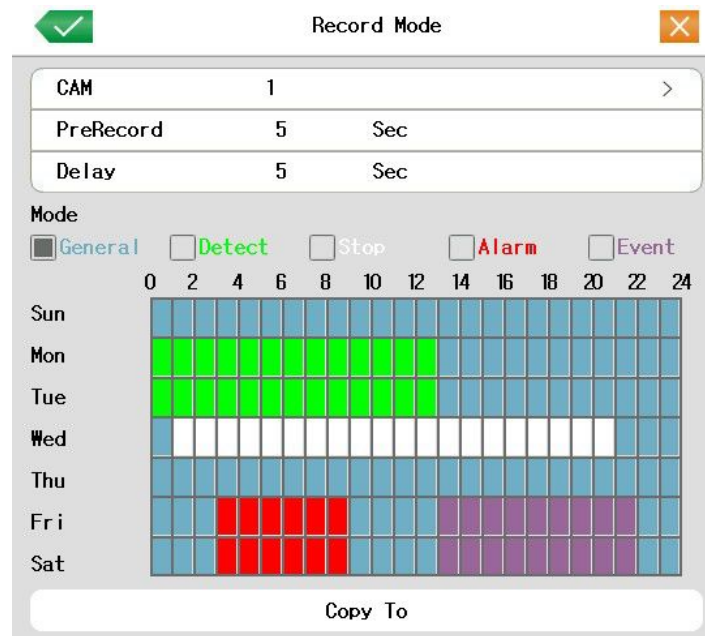 Record Mode
CAM 1 >
PreRecord 5 Sec
Delay 5 Sec
Mode
General Detect Stop Alarm Event
0 2 4 6 8 10 12 14 16 18 20 22 24
Sun
Mon
Tue
Wed
Thu
Fri
Sat
Copy To